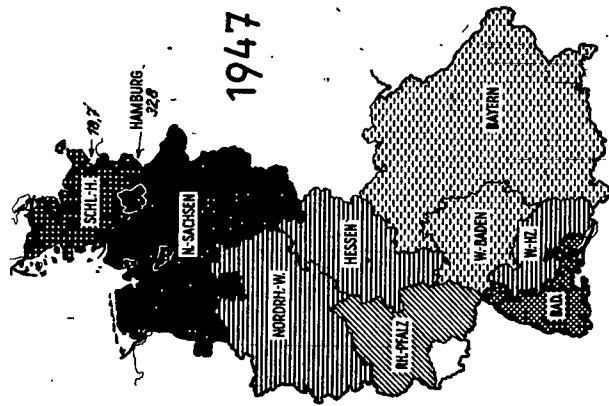 1947
18,7
HAMBURG
32,8
SCHL-H.
N-SACHSEN
NORDRH-W.
HESSEN
RH-PFALZ
BAYERN
W-BADEN
W-HZ.
BAD.